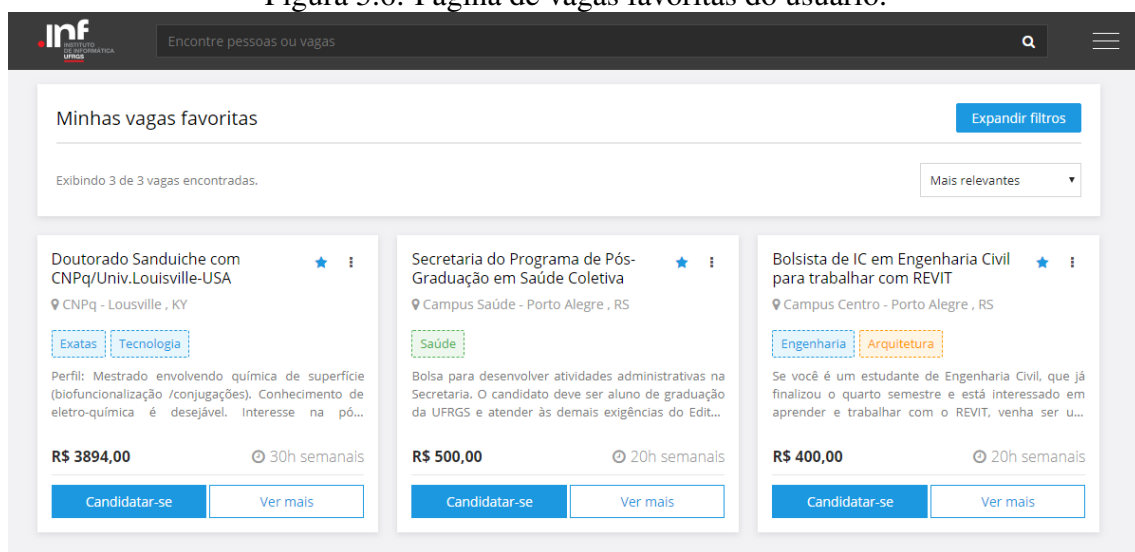 Figura 3.6: Página de vagas favoritas do usuário.
.Inf
INSTITUTO
DE INFORMÁTICA
UFRGS
Encontre pessoas ou vagas
Minhas vagas favoritas
Expandir filtros
Exibindo 3 de 3 vagas encontradas.
Mais relevantes
Doutorado Sanduiche com
CNPq/Univ.Louisville-USA
CNPq - Lousville , KY
Exatas Tecnologia
Perfil: Mestrado envolvendo química de superfície
(biofuncionalização /conjugações). Conhecimento de
eletro-química é desejável. Interesse na pó...
R$ 3894,00 30h semanais
Candidatar-se Ver mais
Secretaria do Programa de Pós-
Graduação em Saúde Coletiva
Campus Saúde - Porto Alegre , RS
Saúde
Bolsa para desenvolver atividades administrativas na
Secretaria. O candidato deve ser aluno de graduação
da UFRGS e atender às demais exigências do Edit...
R$ 500,00 20h semanais
Candidatar-se Ver mais
Bolsista de IC em Engenharia Civil
para trabalhar com REVIT
Campus Centro - Porto Alegre , RS
Engenharia Arquitetura
Se você é um estudante de Engenharia Civil, que já
finalizou o quarto semestre e está interessado em
aprender e trabalhar com o REVIT, venha ser u...
R$ 400,00 20h semanais
Candidatar-se Ver mais